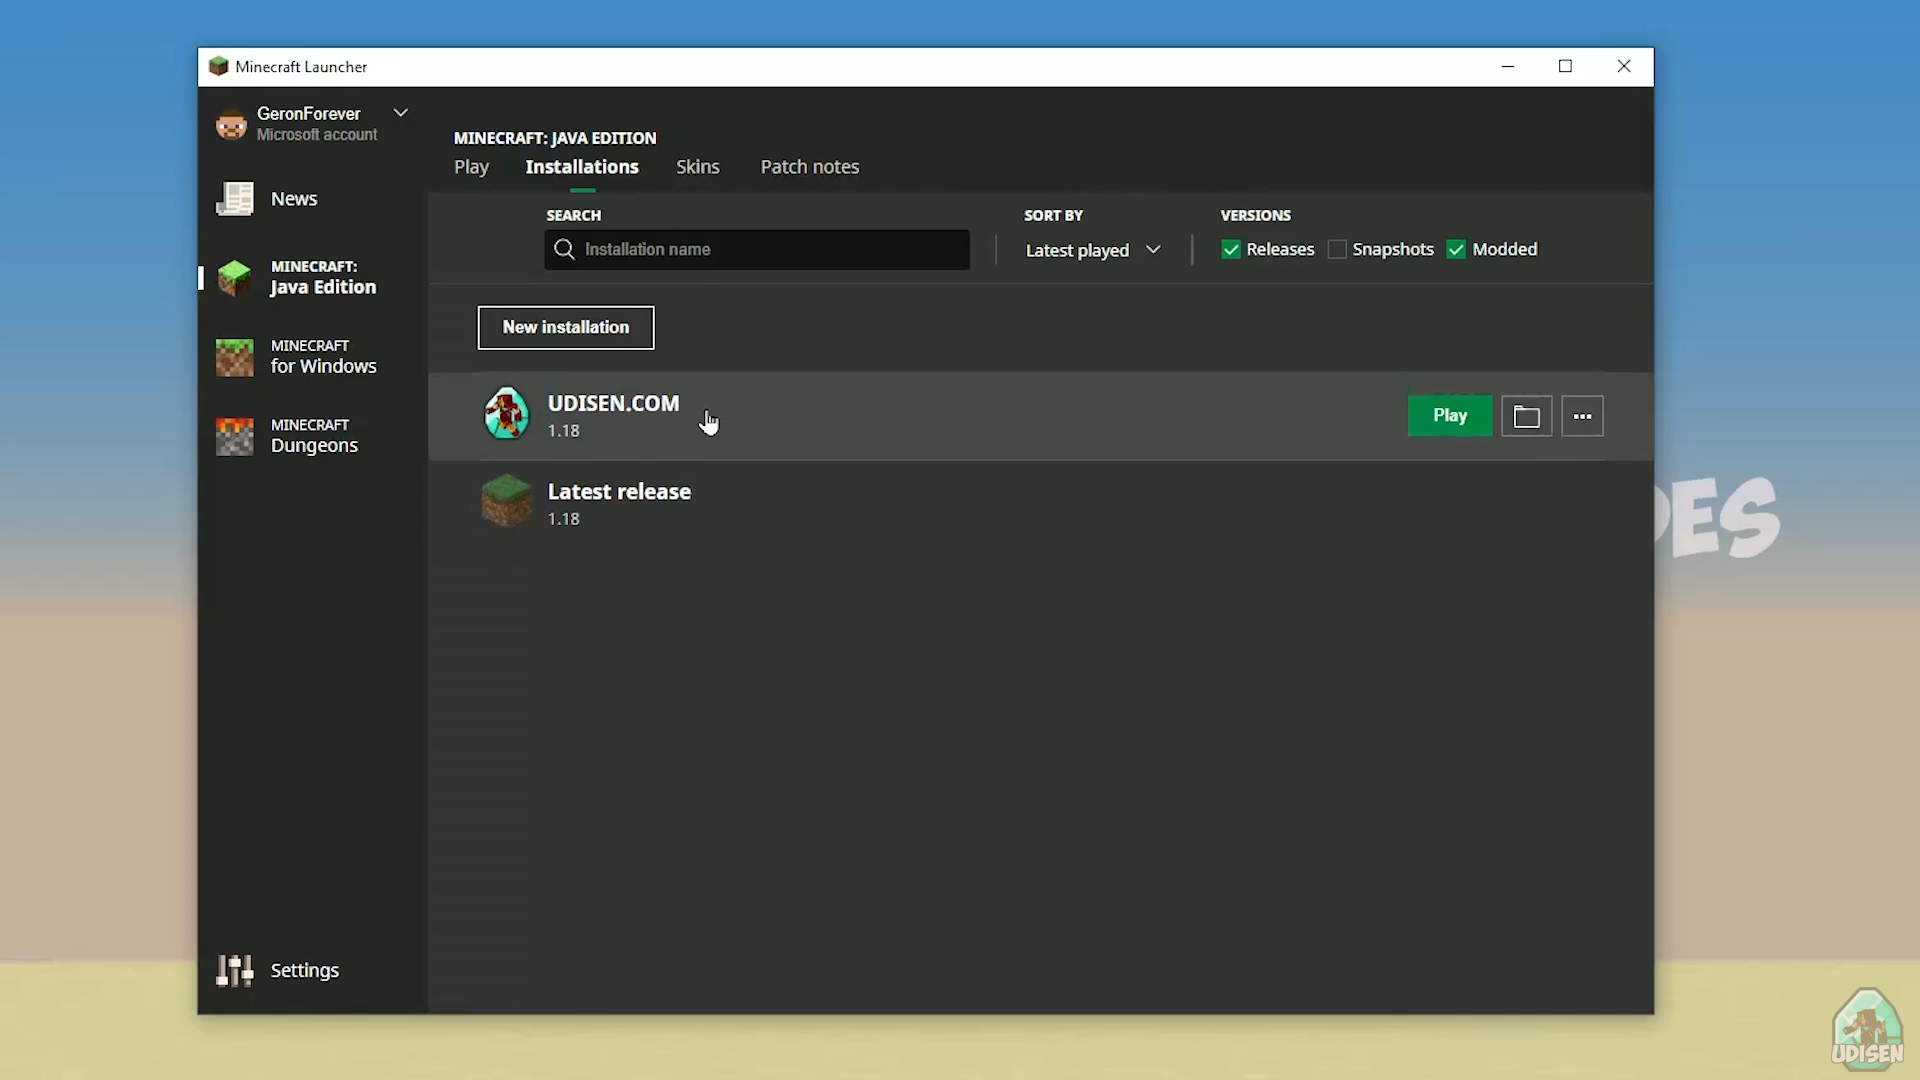 Minecraft Launcher
GeronForever
Microsoft account
News
MINECRAFT:
Java Edition
MINECRAFT
for Windows
MINECRAFT
Dungeons
Settings
MINECRAFT: JAVA EDITION
Play Installations Skins Patch notes
SEARCH SORT BY VERSIONS
Installation name Latest played Releases Snapshots Modded
New installation
UDISEN.COM
1.18
Play
Latest release
1.18
DES
UDISEN